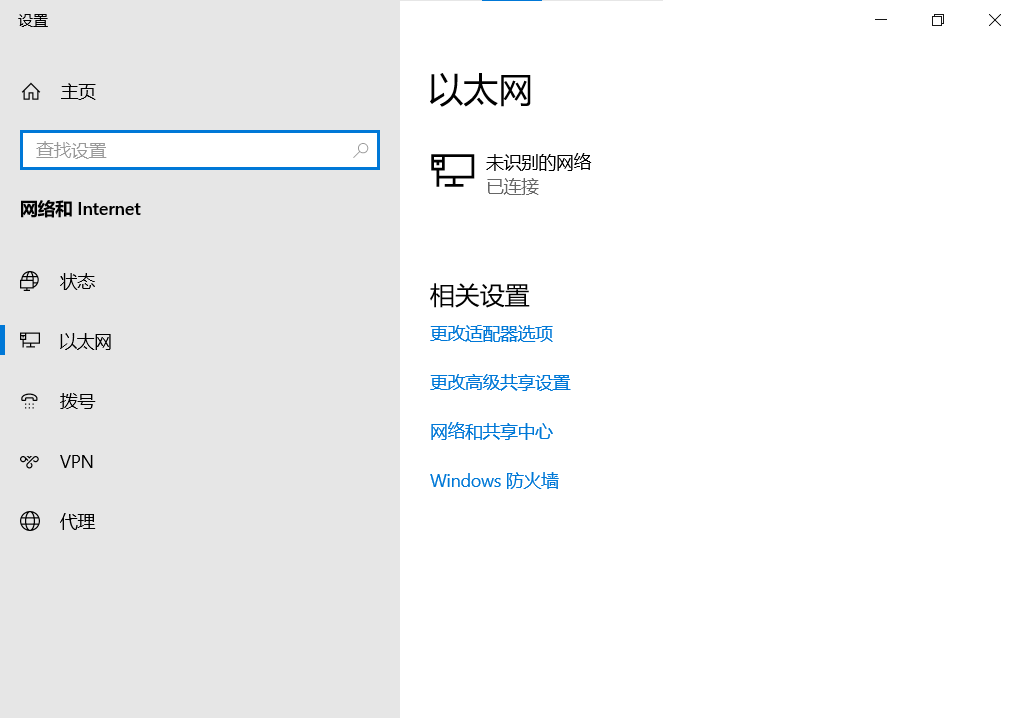 设置
主页
查找设置
网络和 Internet
状态
以太网
拨号
VPN
代理
以太网
未识别的网络
已连接
相关设置
更改适配器选项
更改高级共享设置
网络和共享中心
Windows 防火墙